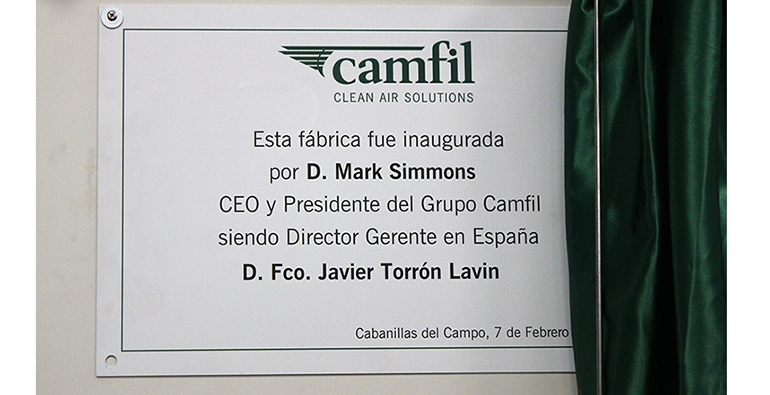 camfil
CLEAN AIR SOLUTIONS
Esta fábrica fue inaugurada
por D. Mark Simmons
CEO y Presidente del Grupo Camfil
siendo Director Gerente en España
D. Fco. Javier Torrón Lavin
Cabanillas del Campo, 7 de Febrero